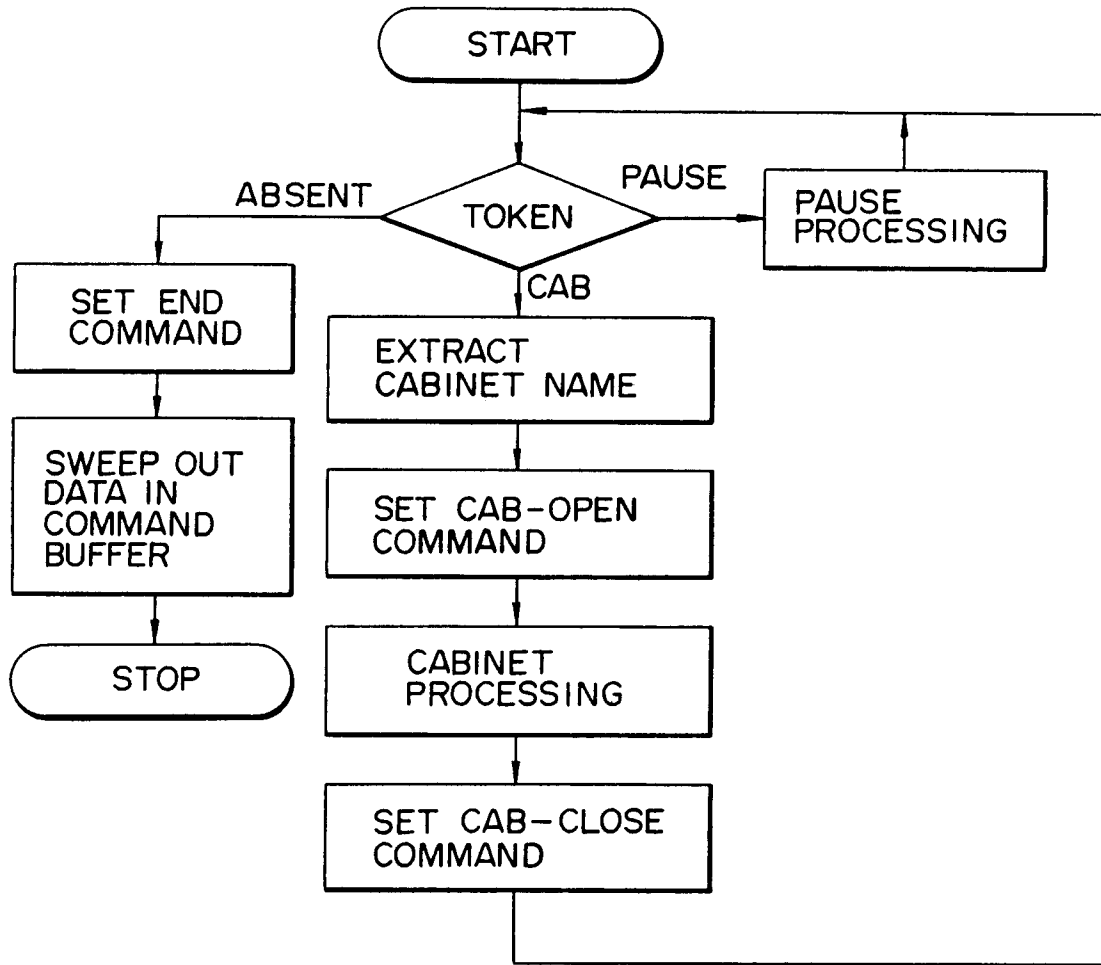 START
ABSENT
TOKEN
PAUSE
PAUSE
PROCESSING
SET END
COMMAND
CAB
EXTRACT
CABINET NAME
SWEEP OUT
DATA IN
COMMAND
BUFFER
SET CAB-OPEN
COMMAND
STOP
CABINET
PROCESSING
SET CAB-CLOSE
COMMAND